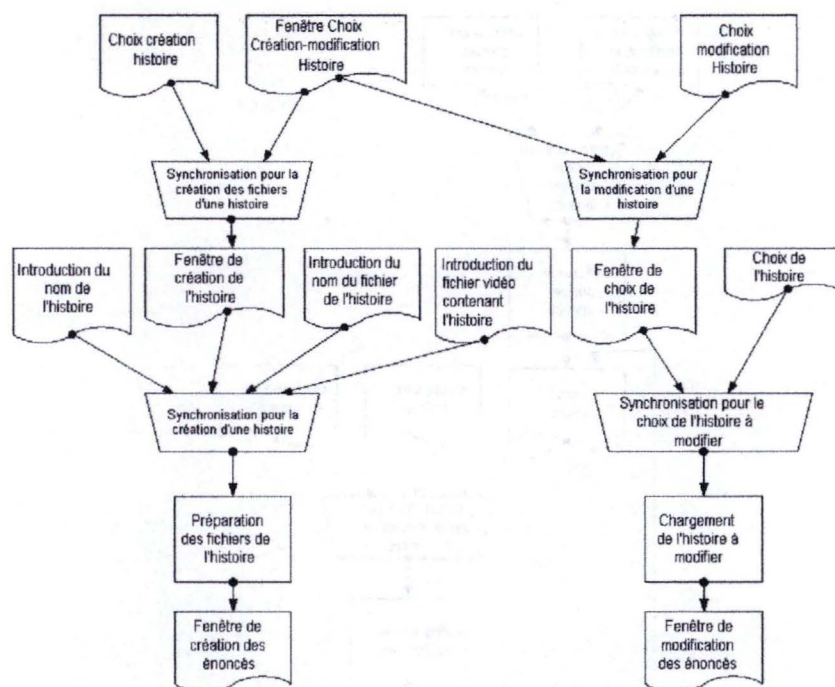 Choix création
histoire
Fenêtre Choix
Création-modification
Histoire
Choix
modification
Histoire
Synchronisation pour la
création des fichiers
d'une histoire
Synchronisation pour
la modification d'une
histoire
Introduction du
nom de
l'histoire
Fenêtre de
création de
l'histoire
Introduction du
nom du fichier
de l'histoire
Introduction du
fichier vidéo
contenant
l'histoire
Fenêtre de
choix de
l'histoire
Choix de
l'histoire
Synchronisation pour la
création d'une histoire
Synchronisation pour le
choix de l'histoire à
modifier
Préparation
des fichiers de
l'histoire
Chargement
de l'histoire à
modifier
Fenêtre de
création des
énoncés
Fenêtre de
modification
des énoncés